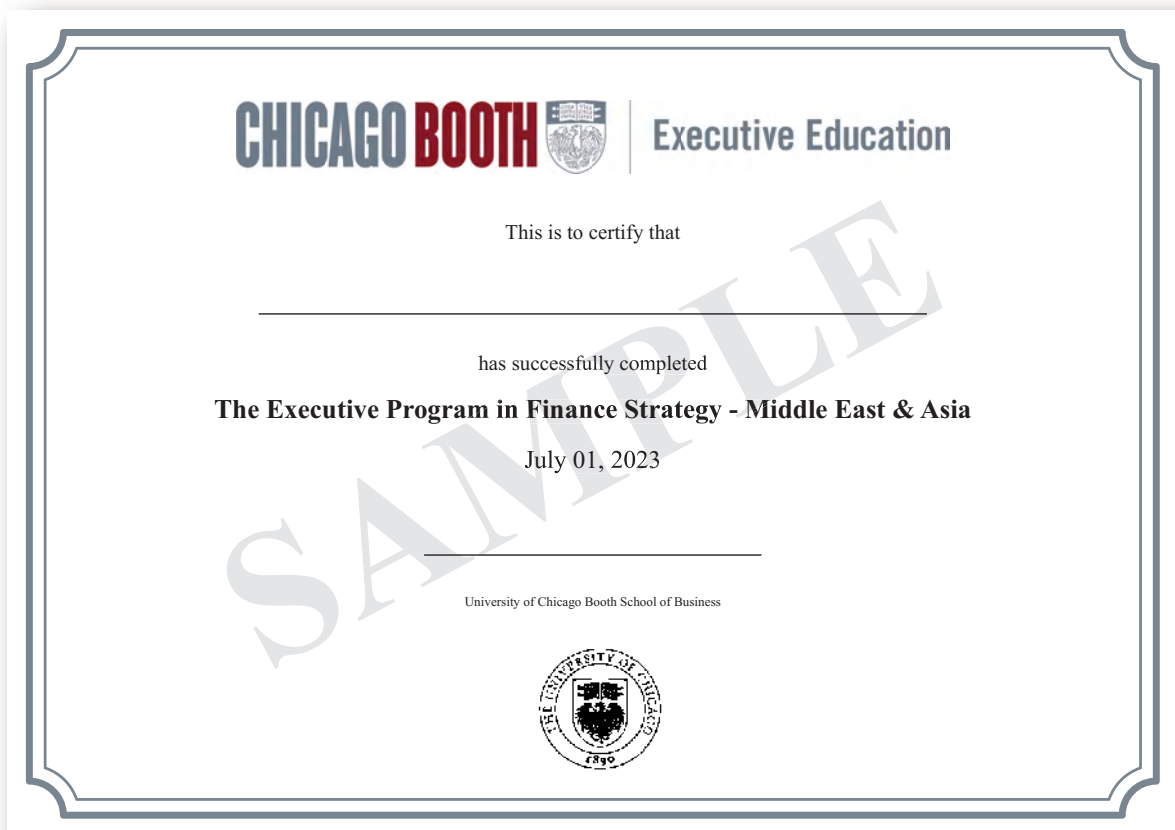 CHICAGO BOOTH Executive Education
This is to certify that
has successfully completed
The Executive Program in Finance Strategy - Middle East & Asia
July 01, 2023
SAMPLE
University of Chicago Booth School of Business
THE UNIVERSITY OF CHICAGO
1890